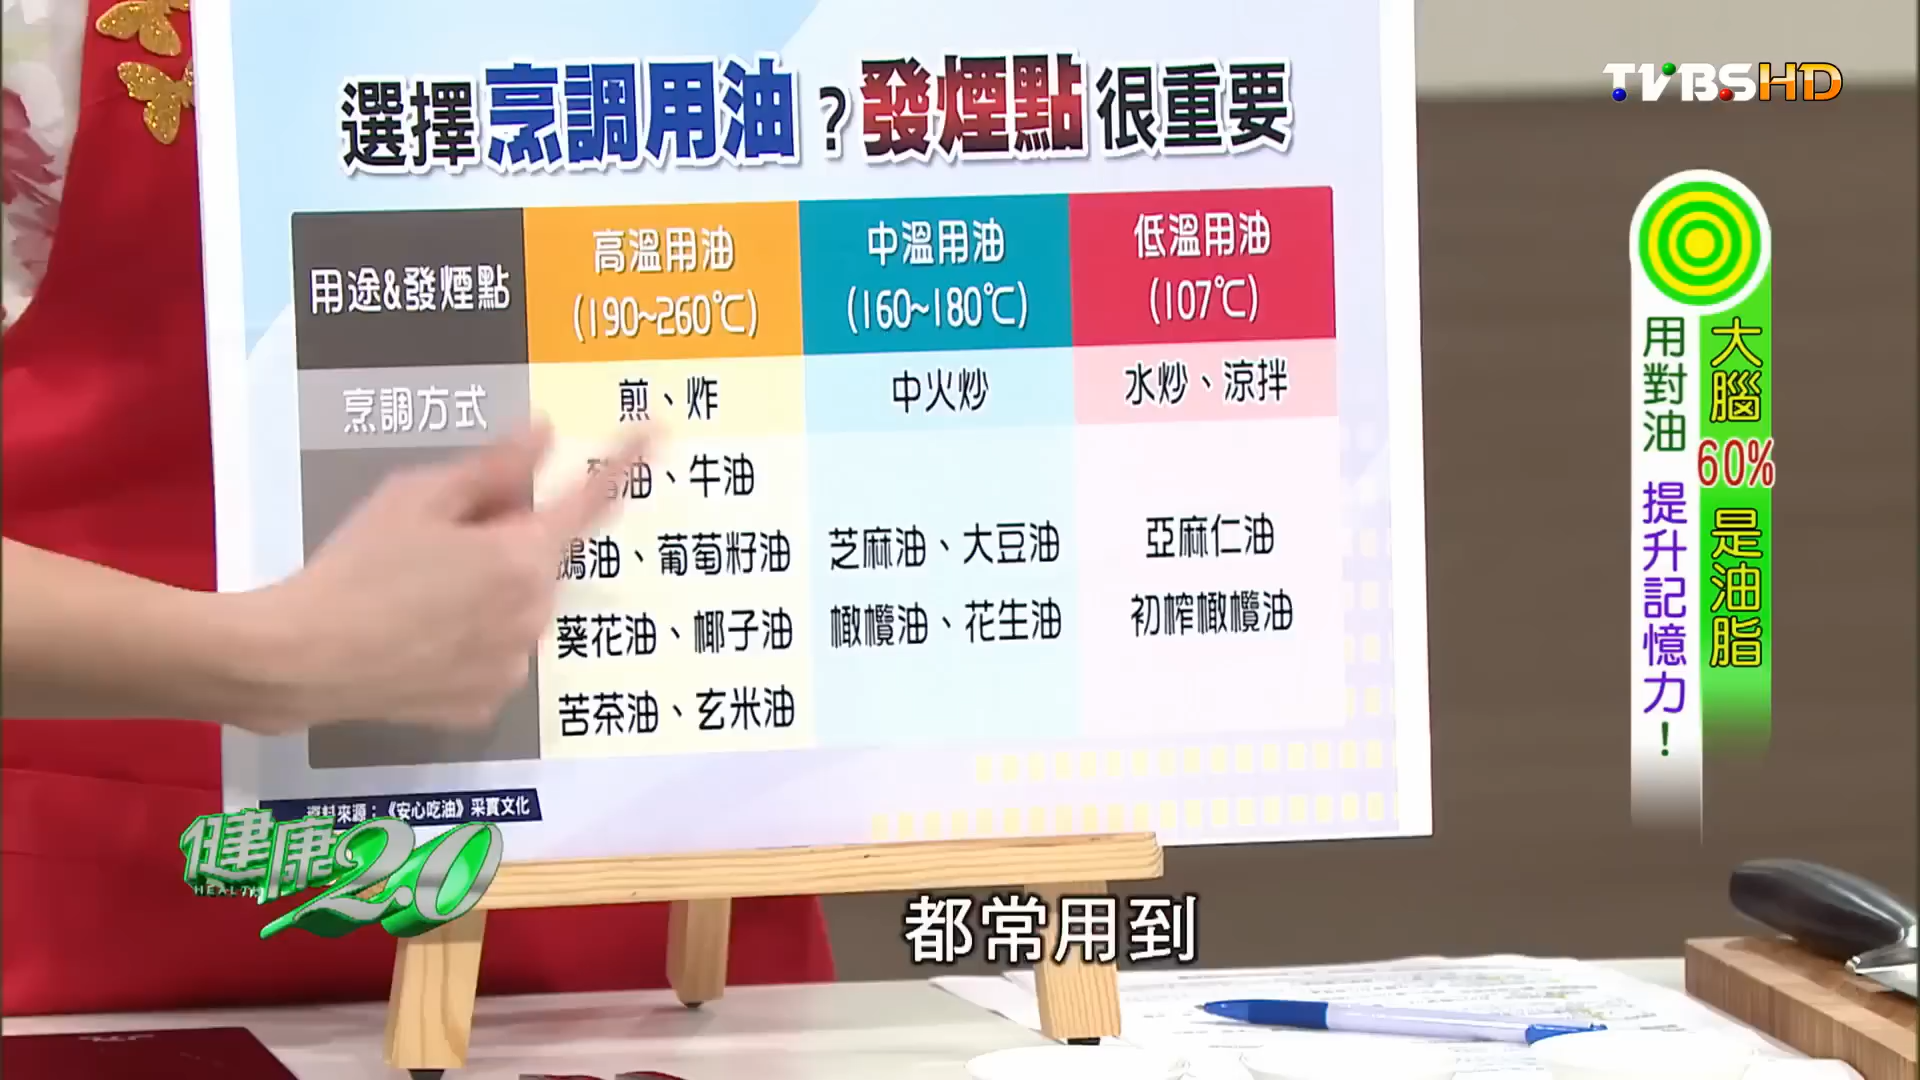 選擇烹調用油?發煙點很重要
TVBSHD
用途&發煙點
高溫用油
(190~260℃)
中溫用油
(160~180℃)
低溫用油
(107℃)
烹調方式
煎、炸
中火炒
水炒、涼拌
油、牛油
鵝油、葡萄籽油
葵花油、椰子油
苦茶油、玄米油
芝麻油、大豆油
橄欖油、花生油
亞麻仁油
初榨橄欖油
資料來源:《安心吃油》采實文化
大腦60%是油脂
用對油 提升記憶力!
健康2.0
HEALTH
都常用到